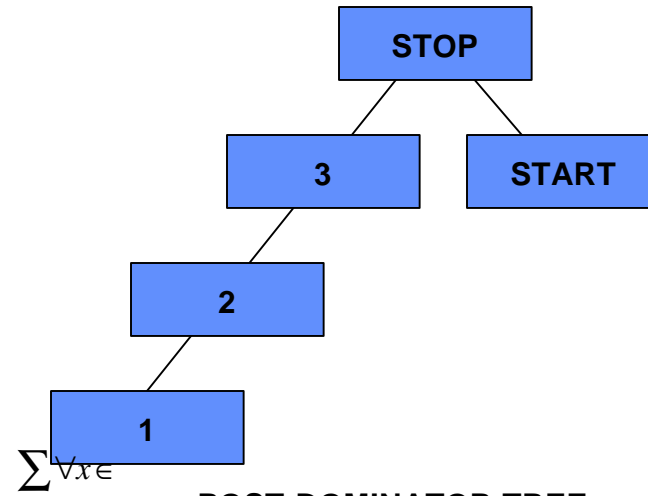 STOP
3
START
2
1
∑∀x∈
POST DOMINATOR TREE